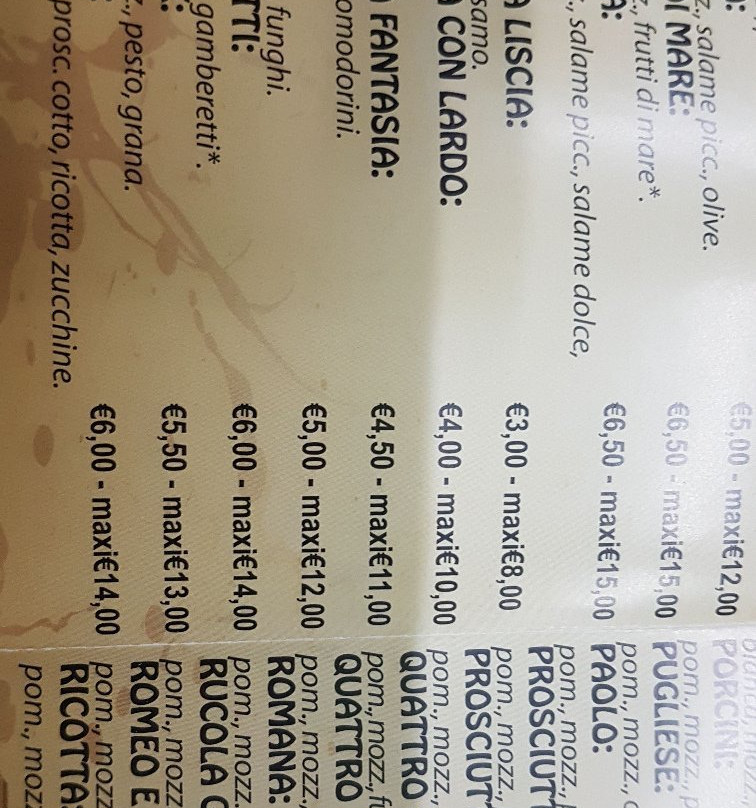 A: €5,00 - maxi€12,00
z., salame picc., olive.
DI MARE: €6,50 - maxi€15,00
z., frutti di mare*.
A: €6,50 - maxi€15,00
., salame picc., salame dolce,
A LISCIA: €3,00 - maxi€8,00
samo.
A CON LARDO: €4,00 - maxi€10,00
A FANTASIA: €4,50 - maxi€11,00
omodorini.
€5,00 - maxi€12,00
funghi.
TTI: €6,00 - maxi€14,00
gamberetti*.
: €5,50 - maxi€13,00
., pesto, grana.
€6,00 - maxi€14,00
prosc. cotto, ricotta, zucchine.
PORCINI:
pom., mozz.,
PUGLIESE:
pom., mozz.,
PAOLO:
pom., mozz.,
PROSCIUT
pom., mozz.,
PROSCIUT
pom., mozz.,
QUATTRO
pom., mozz., fu
QUATTRO
pom., mozz.,
ROMANA:
pom., mozz.
RUCOLA C
pom., mozz
ROMEO E
pom., mozz
RICOTTA:
pom., moz